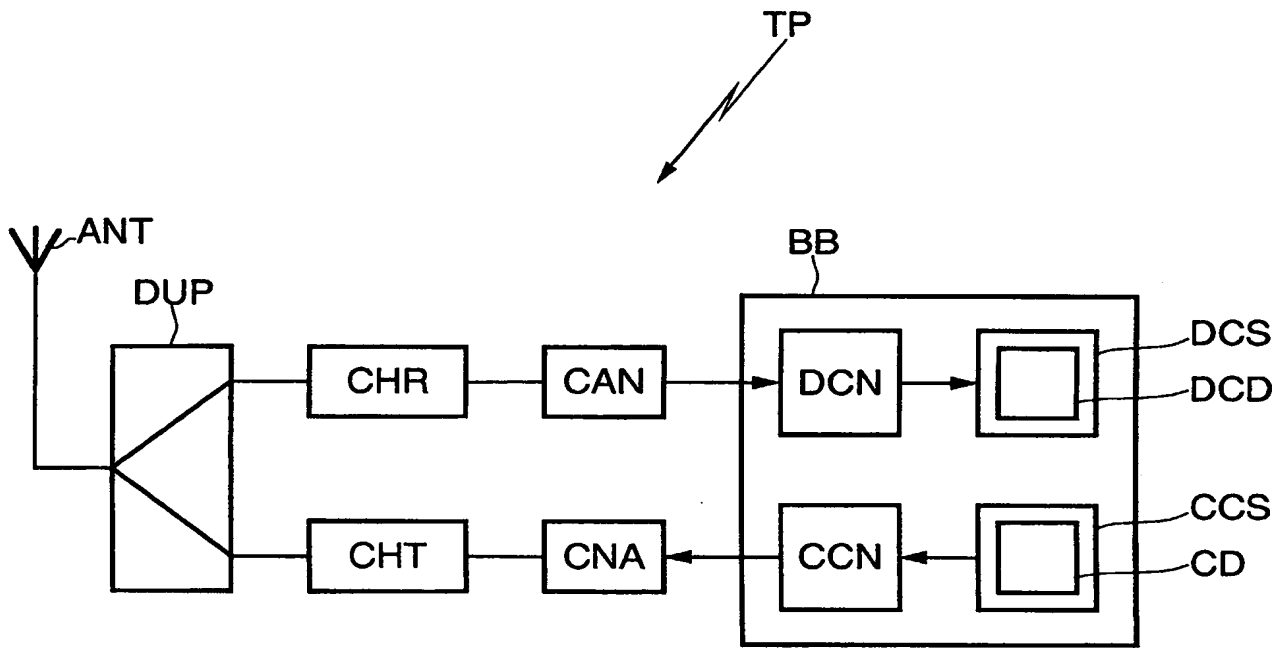 TP
ANT
BB
DUP
DCS
CHR
CAN
DCN
DCD
CCS
CHT
CNA
CCN
CD